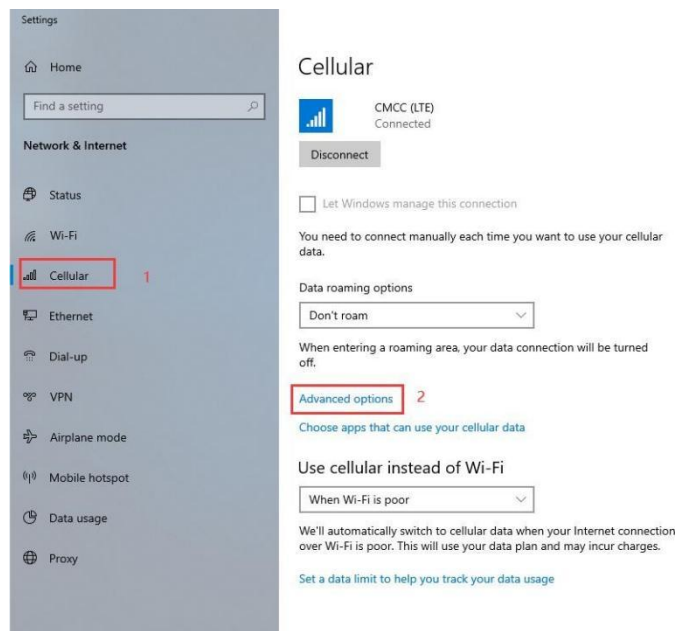 Settings
Home
Find a setting
Network & Internet
Status
Wi-Fi
Cellular
1
Ethernet
Dial-up
VPN
Airplane mode
Mobile hotspot
Data usage
Proxy
Cellular
CMCC (LTE)
Connected
Disconnect
Let Windows manage this connection
You need to connect manually each time you want to use your cellular
data.
Data roaming options
Don't roam
When entering a roaming area, your data connection will be turned
off.
Advanced options
2
Choose apps that can use your cellular data
Use cellular instead of Wi-Fi
When Wi-Fi is poor
We'll automatically switch to cellular data when your Internet connection
over Wi-Fi is poor. This will use your data plan and may incur charges.
Set a data limit to help you track your data usage